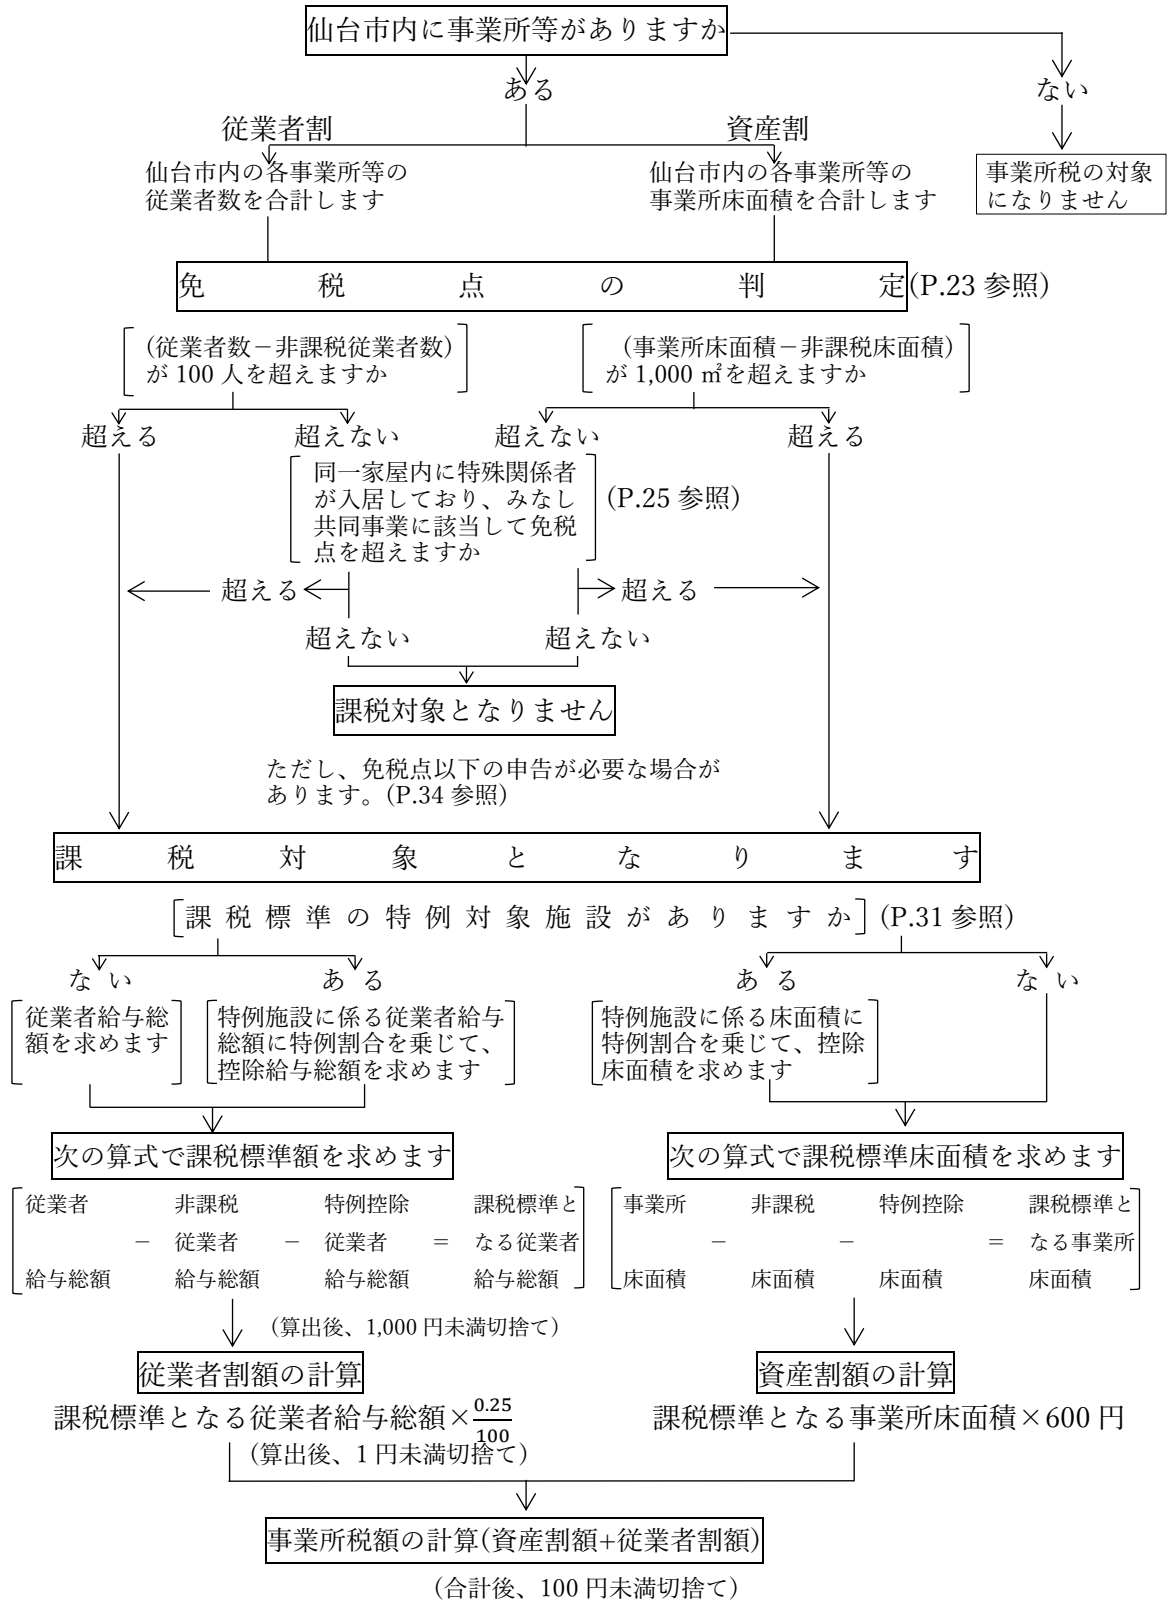 仙台市内に事業所等がありますか
ある
ない
従業者割
資産割
仙台市内の各事業所等の
従業者数を合計します
仙台市内の各事業所等の
事業所床面積を合計します
事業所税の対象
になりません
免税点の判定(P.23 参照)
(従業者数－非課税従業者数)
が 100 人を超えますか
(事業所床面積－非課税床面積)
が 1,000 ㎡を超えますか
超える
超えない
超えない
超える
同一家屋内に特殊関係者
が入居しており、みなし
共同事業に該当して免税
点を超えますか
(P.25 参照)
超える
超える
超えない
超えない
課税対象となりません
ただし、免税点以下の申告が必要な場合が
あります。(P.34 参照)
課税対象となります
課税標準の特例対象施設がありますか (P.31 参照)
ない
ある
ある
ない
従業者給与総
額を求めます
特例施設に係る従業者給与
総額に特例割合を乗じて、
控除給与総額を求めます
特例施設に係る床面積に
特例割合を乗じて、控除
床面積を求めます
次の算式で課税標準額を求めます
次の算式で課税標準床面積を求めます
従業者 非課税 特例控除 課税標準と
－ 従業者 － 従業者 ＝ なる従業者
給与総額 給与総額 給与総額 給与総額
事業所 非課税 特例控除 課税標準と
－ － ＝ なる事業所
床面積 床面積 床面積 床面積
(算出後、1,000 円未満切捨て)
従業者割額の計算
課税標準となる従業者給与総額×0.25/100
(算出後、1 円未満切捨て)
資産割額の計算
課税標準となる事業所床面積×600 円
事業所税額の計算(資産割額+従業者割額)
(合計後、100 円未満切捨て)